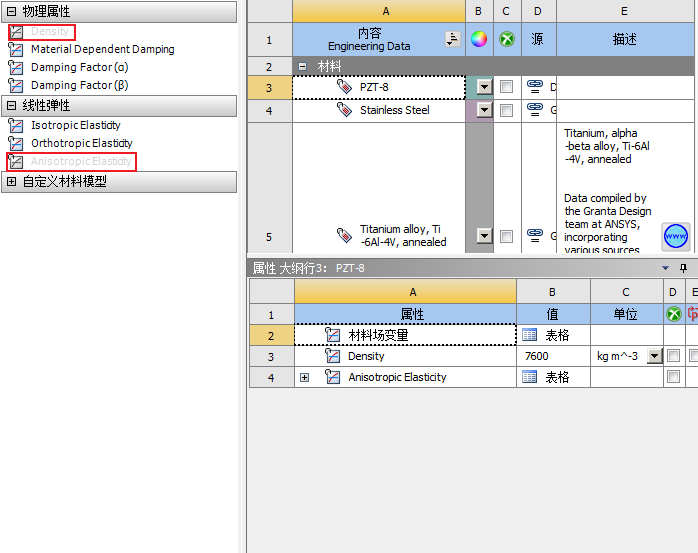 物理属性
Density
Material Dependent Damping
Damping Factor (α)
Damping Factor (β)
线性弹性
Isotropic Elasticity
Orthotropic Elasticity
Anisotropic Elasticity
自定义材料模型
A B C D E
1 内容 源 描述
Engineering Data
2 材料
3 PZT-8 D
4 Stainless Steel G
Titanium, alpha
-beta alloy, Ti-6Al
-4V, annealed
Data compiled by
the Granta Design
team at ANSYS,
incorporating
various sources
5 Titanium alloy, Ti
-6Al-4V, annealed G
www
属性 大纲行3: PZT-8
A B C D E
1 属性 值 单位
2 材料场变量 表格
3 Density 7600 kg m^-3
4 Anisotropic Elasticity 表格